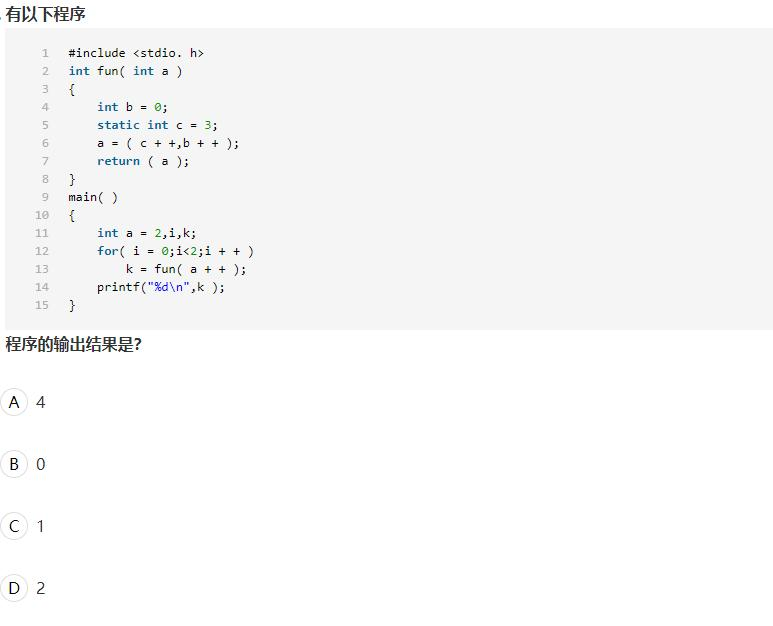 . 有以下程序
1 #include <stdio. h>
2 int fun( int a )
3 {
4 int b = 0;
5 static int c = 3;
6 a = ( c + +,b + + );
7 return ( a );
8 }
9 main( )
10 {
11 int a = 2,i,k;
12 for( i = 0;i<2;i + + )
13 k = fun( a + + );
14 printf("%d\n",k );
15 }
程序的输出结果是?
A 4
B 0
C 1
D 2